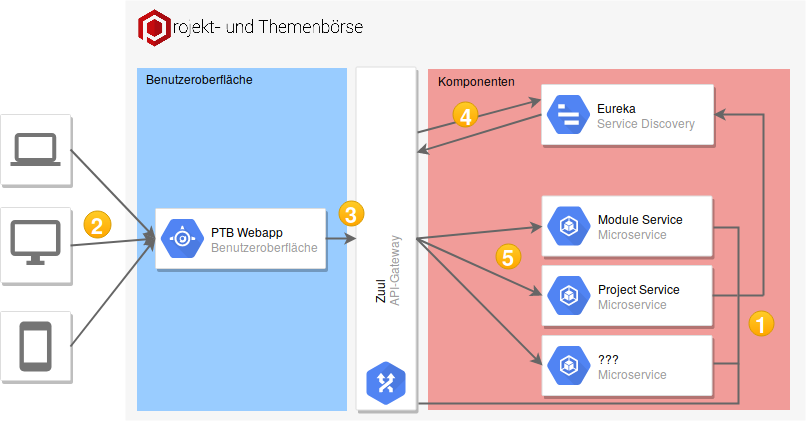 rojekt- und Themenbörse
Benutzeroberfläche
Komponenten
4
Eureka
Service Discovery
2
PTB Webapp
Benutzeroberfläche
3
Zuul
API-Gateway
Module Service
Microservice
5
Project Service
Microservice
1
???
Microservice